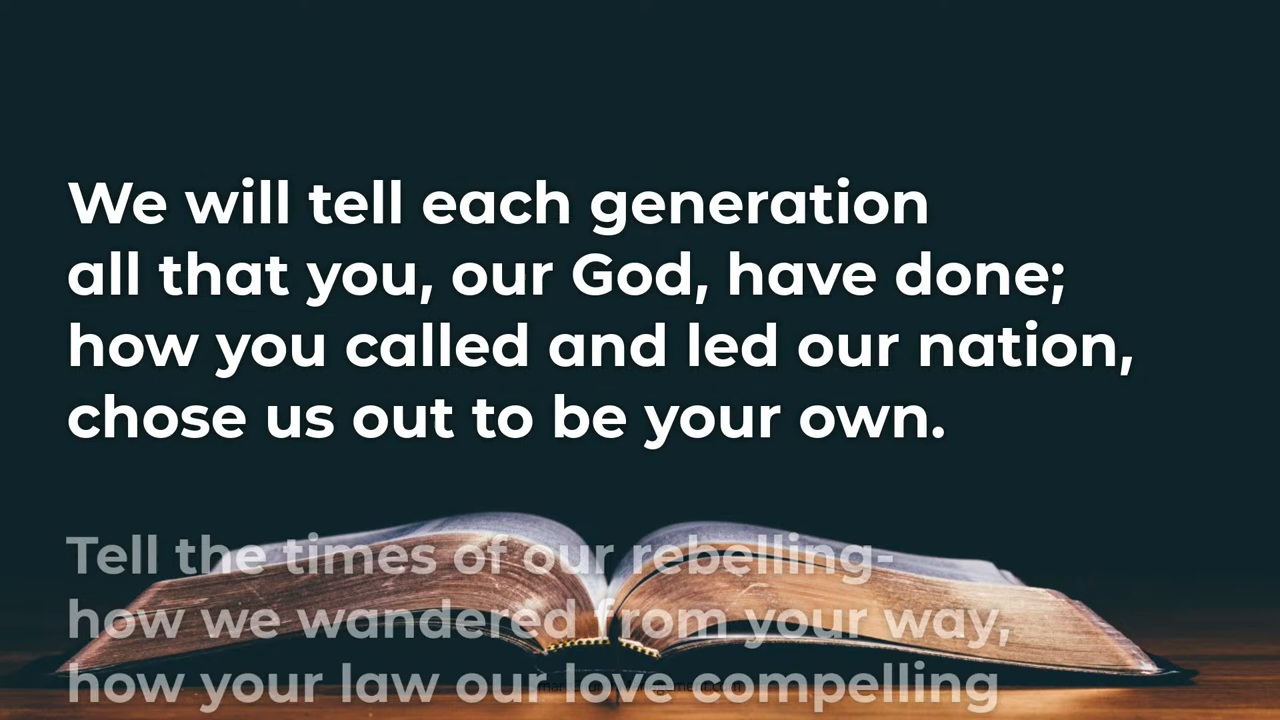 We will tell each generation
all that you, our God, have done;
how you called and led our nation,
chose us out to be your own.
Tell the times of our rebelling-
how we wandered from your way,
how your law our love compelling